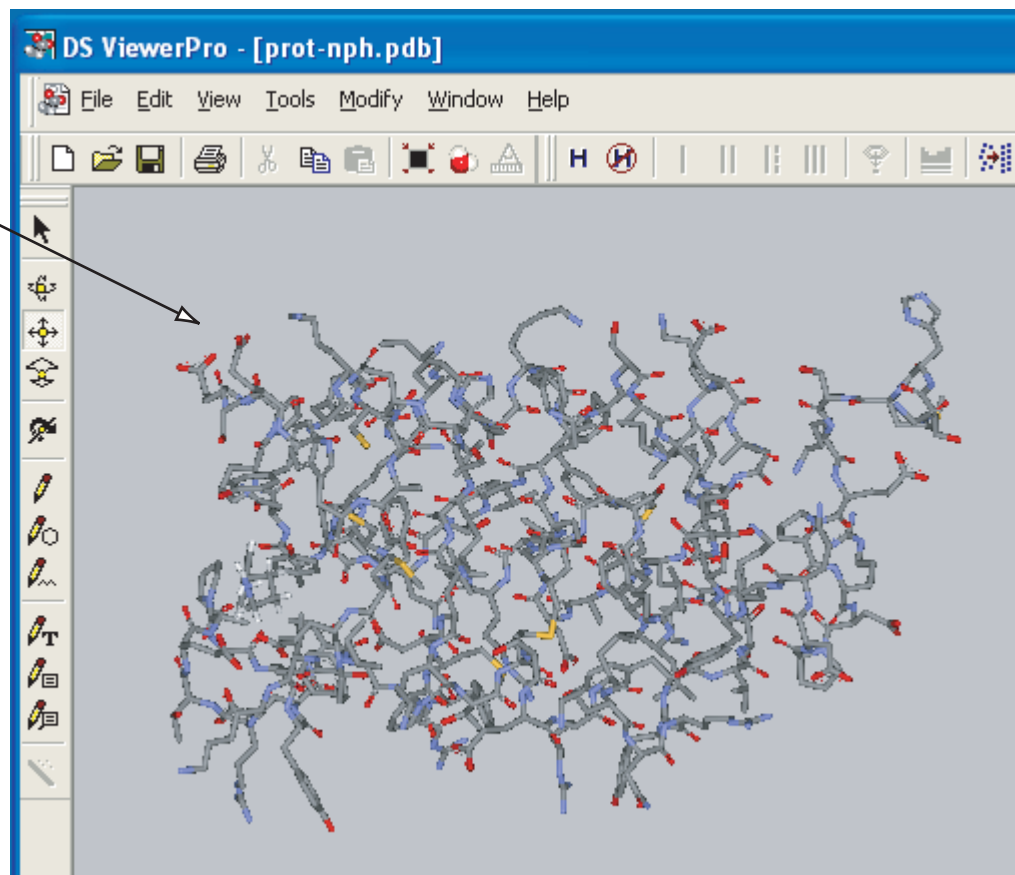 DS ViewerPro - [prot-nph.pdb]
File Edit View Tools Modify Window Help
H H
T